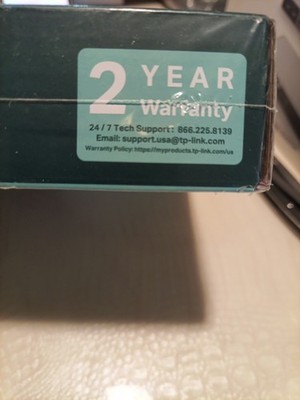 2 YEAR
Warranty
24 / 7 Tech Support: 866.225.8139
Email: support.usa@tp-link.com
Warranty Policy: https://myproducts.tp-link.com/us